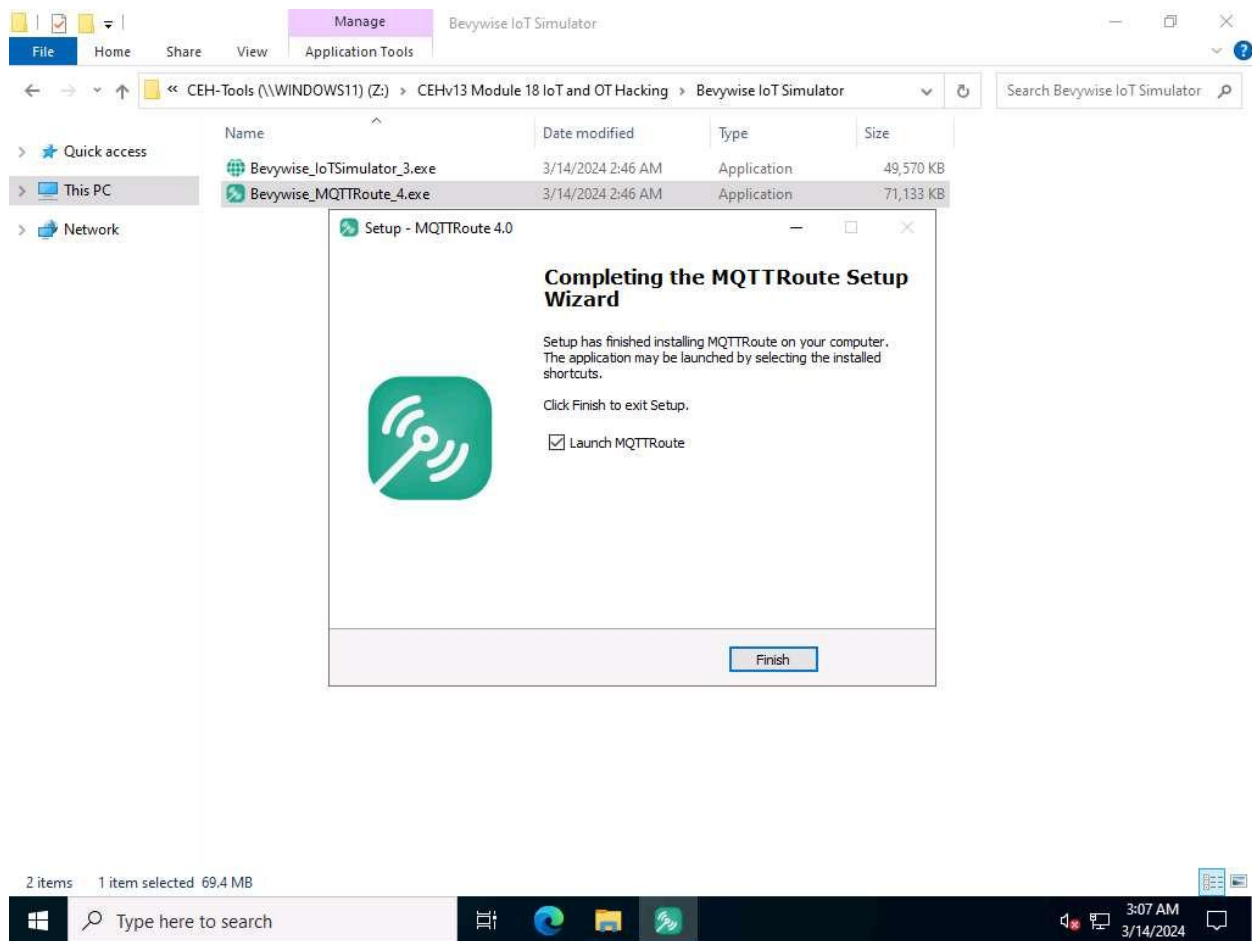 Manage
Bevywise IoT Simulator
File
Home
Share
View
Application Tools
« CEH-Tools (\\WINDOWS11) (Z:) > CEHv13 Module 18 IoT and OT Hacking > Bevywise IoT Simulator
Search Bevywise IoT Simulator
Name
Date modified
Type
Size
Quick access
This PC
Network
Bevywise_IoTSimulator_3.exe 3/14/2024 2:46 AM Application 49,570 KB
Bevywise_MQTTRoute_4.exe 3/14/2024 2:46 AM Application 71,133 KB
Setup - MQTTRoute 4.0
Completing the MQTTRoute Setup
Wizard
Setup has finished installing MQTTRoute on your computer.
The application may be launched by selecting the installed
shortcuts.
Click Finish to exit Setup.
Launch MQTTRoute
Finish
2 items 1 item selected 69.4 MB
Type here to search
3:07 AM
3/14/2024